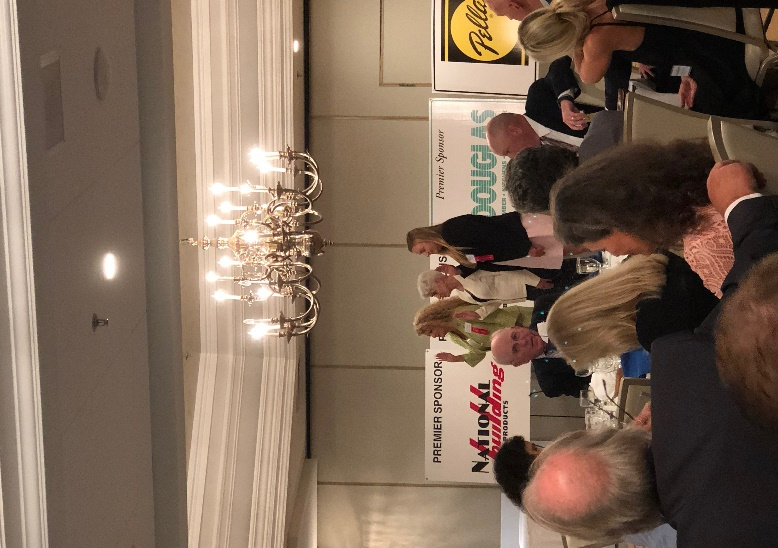 PREMIER SPONSOR
NATIONAL
building
PRODUCTS
Premier Sponsor
DOUGLAS
Pella